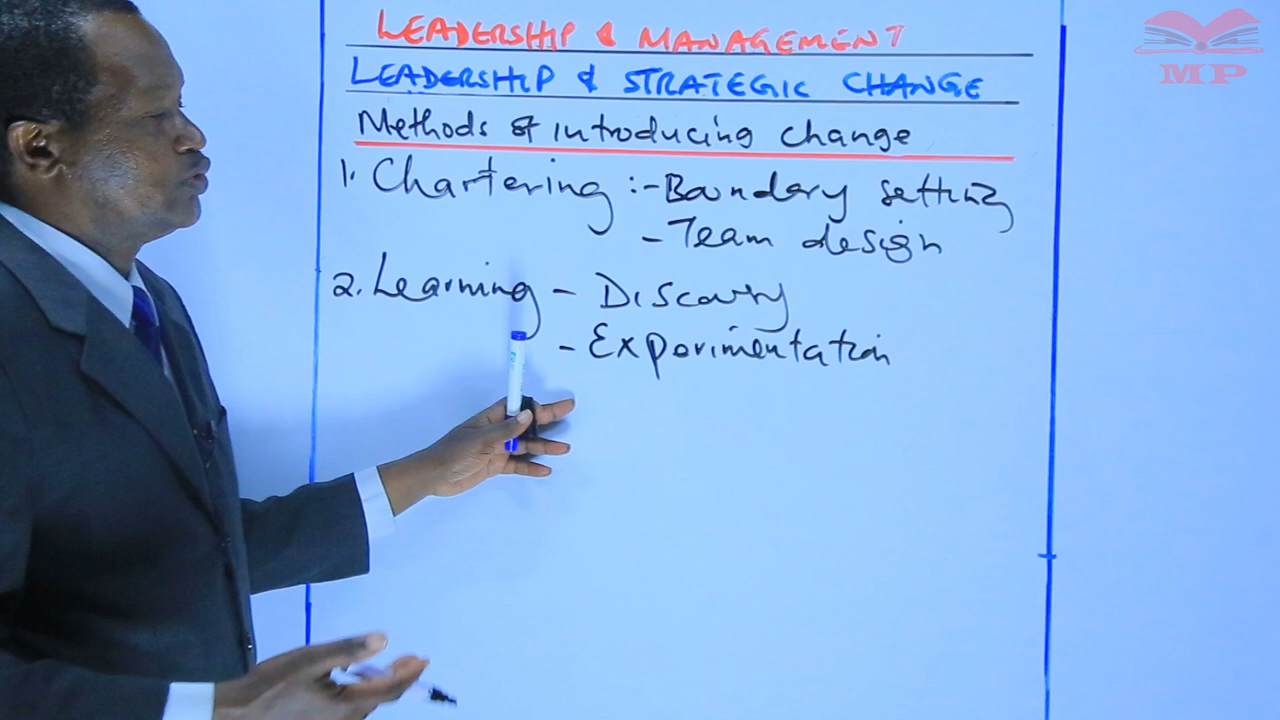 LEADERSHIP & MANAGEMENT
LEADERSHIP & STRATEGIC CHANGE
Methods of introducing change
1. Chartering :- Boundary setting
- Team design
2. Learning - Discovery
- Experimentation
MP